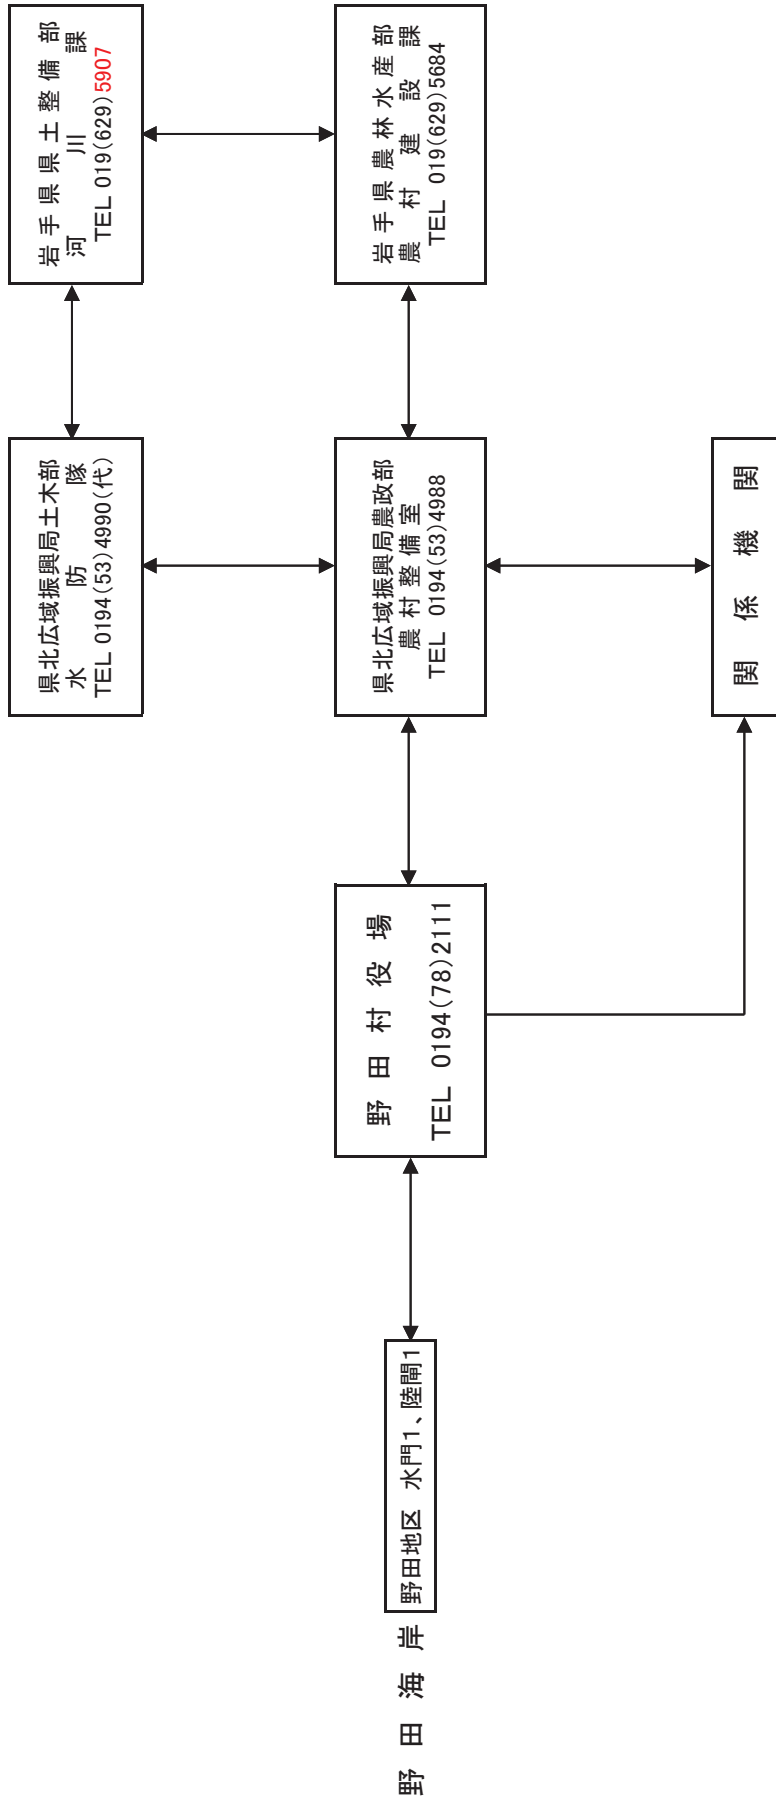 野田海岸
野田地区 水門1、陸閘1
野田村役場
TEL 0194(78)2111
県北広域振興局土木部
水防隊
TEL 0194(53)4990(代)
県北広域振興局農政部
農村整備室
TEL 0194(53)4988
関係機関
岩手県県土整備部
河川課
TEL 019(629)5907
岩手県農林水産部
農村建設課
TEL 019(629)5684